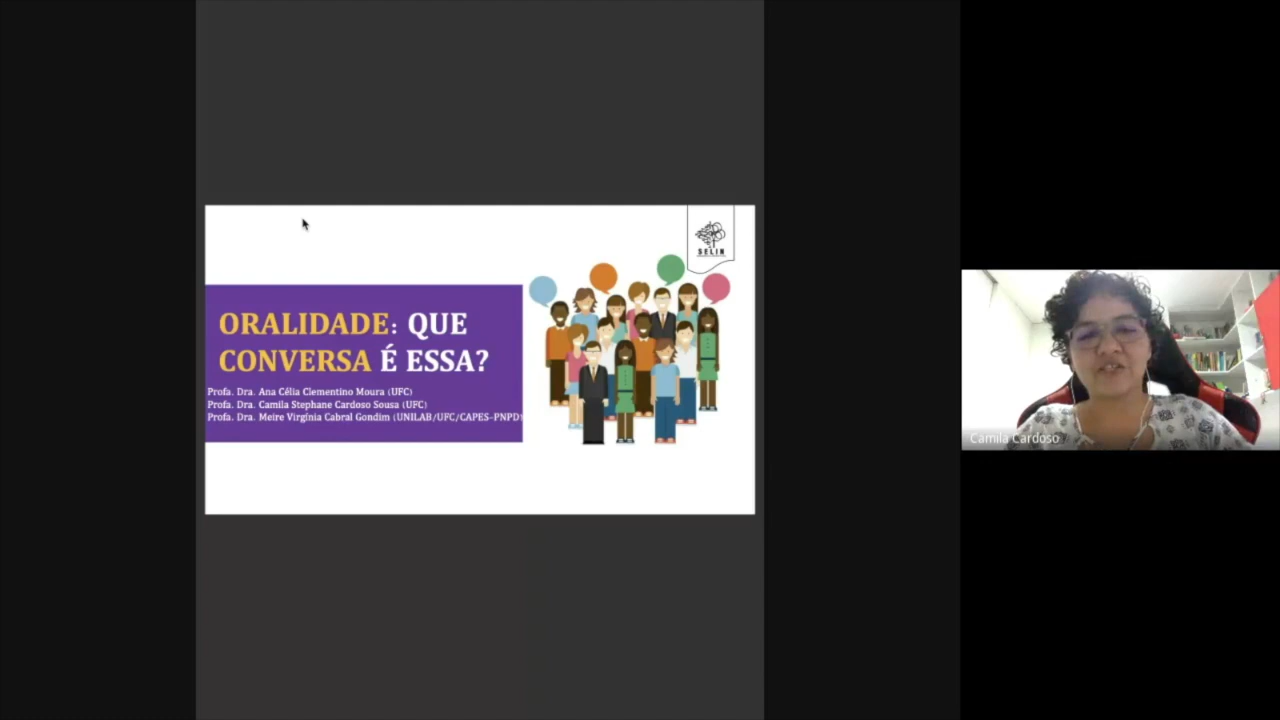 SELIN
ORALIDADE: QUE
CONVERSA É ESSA?
Profa. Dra. Ana Célia Clementino Moura (UFC)
Profa. Dra. Camila Stephane Cardoso Sousa (UFC)
Profa. Dra. Meire Virgínia Cabral Gondim (UNILAB/UFC/CAPES-PNPD)
Camila Cardoso